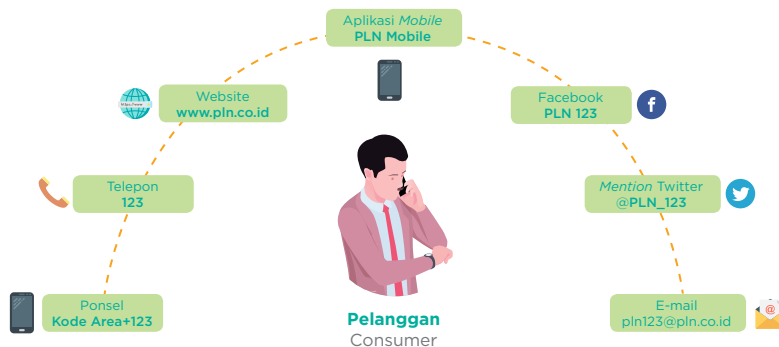 Aplikasi Mobile
PLN Mobile
Website
www.pln.co.id
Facebook
PLN 123
f
Telepon
123
Mention Twitter
@PLN_123
Ponsel
Kode Area+123
E-mail
pln123@pln.co.id
@
Pelanggan
Consumer